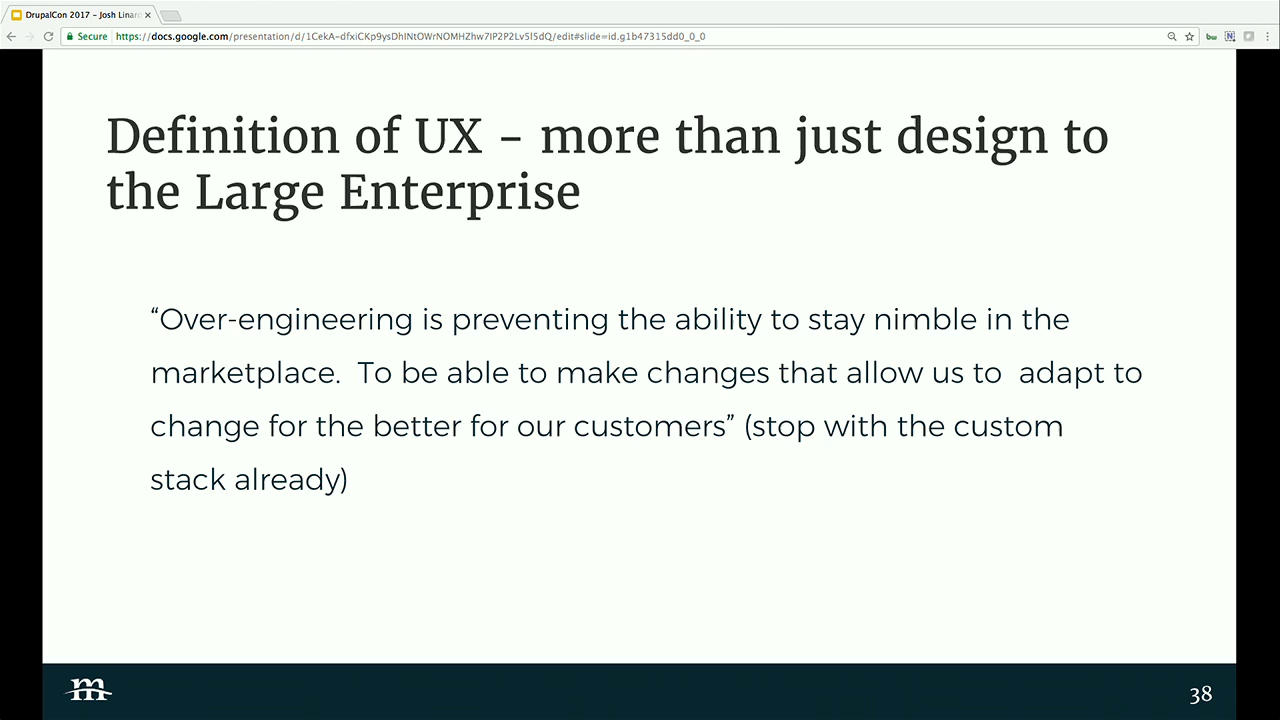 DrupalCon 2017 – Josh Linard
Secure
https://docs.google.com/presentation/d/1CekA-dfxiCKp9ysDhINtOWrNOMHZhw7IP2P2Lv5I5dQ/edit#slide=id.g1b47315dd0_0_0
Definition of UX – more than just design to
the Large Enterprise
“Over-engineering is preventing the ability to stay nimble in the
marketplace.  To be able to make changes that allow us to  adapt to
change for the better for our customers” (stop with the custom
stack already)
m
38